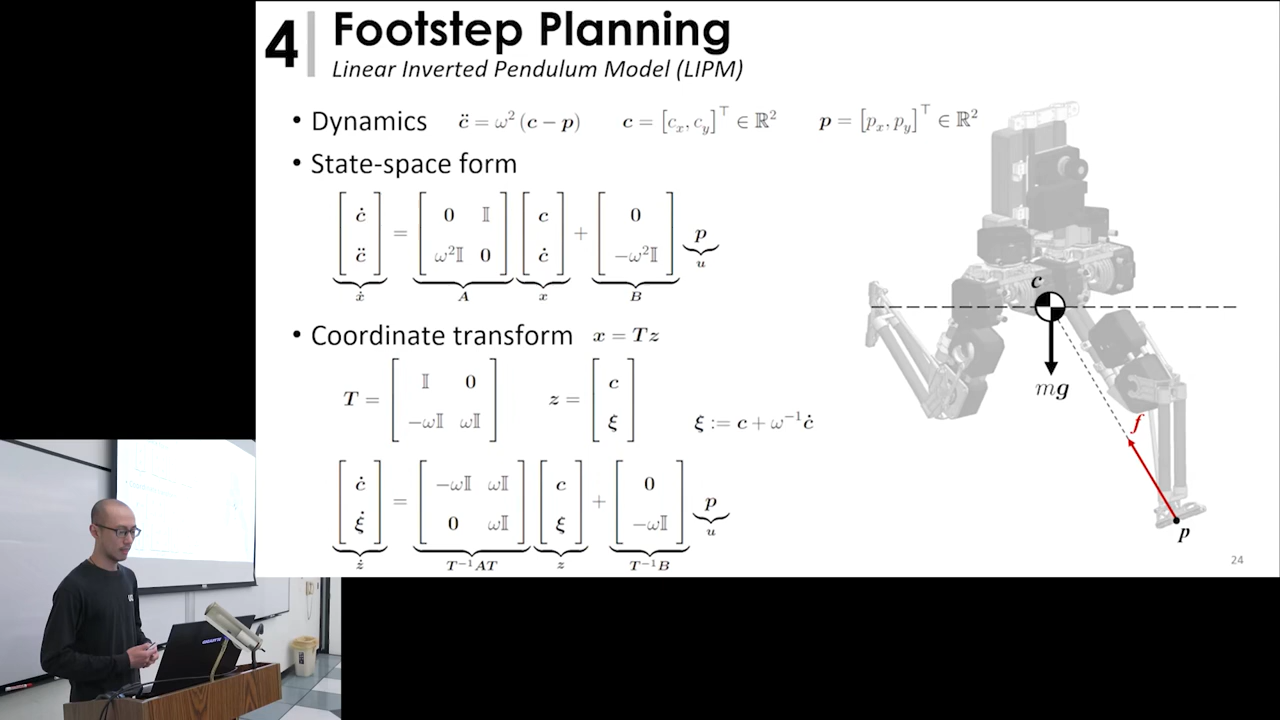 4 Footstep Planning
Linear Inverted Pendulum Model (LIPM)
• Dynamics c̈ = ω² (c − p) c = [cₓ, c_y]^⊤ ∈ ℝ² p = [pₓ, p_y]^⊤ ∈ ℝ²
• State-space form
[ċ; c̈] = [0 𝕀; ω²𝕀 0] [c; ċ] + [0; −ω²𝕀] p
ẋ A x B u
• Coordinate transform x = Tz
T = [𝕀 0; −ω𝕀 ω𝕀] z = [c; ξ] ξ := c + ω⁻¹ċ
[ċ; ξ̇] = [−ω𝕀 ω𝕀; 0 ω𝕀] [c; ξ] + [0; −ω𝕀] p
ż T⁻¹AT z T⁻¹B u
c
mg
f
p
24